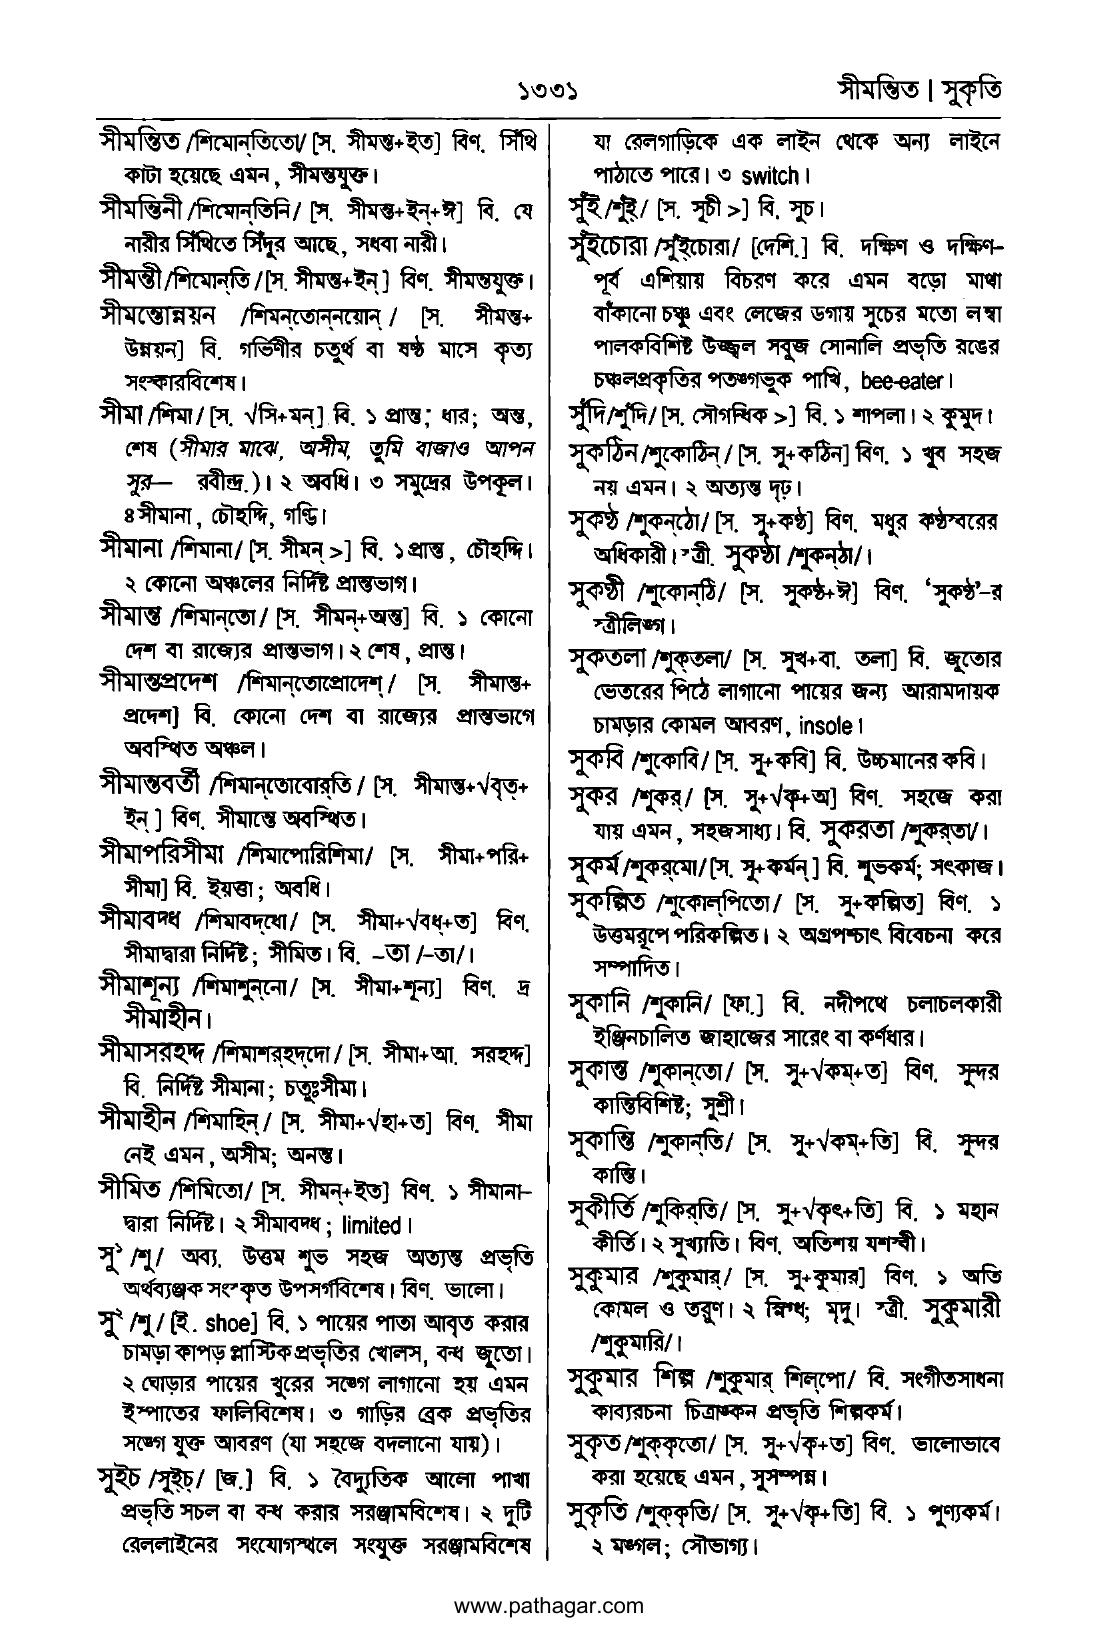 ১৩৩১
সীমন্তিত | সুকৃতি
সীমন্তিত /শিমোন্‌তিতো/ [স. সীমন্ত+ইত] বিণ. সিঁথি
কাটা হয়েছে এমন, সীমন্তযুক্ত।
সীমন্তিনী /শিমোন্‌তিনি/ [স. সীমন্ত+ইন্+ঈ] বি. যে
নারীর সিঁথিতে সিঁদুর আছে, সধবা নারী।
সীমন্তী /শিমোন্‌তি / [স. সীমন্ত+ইন্] বিণ. সীমন্তযুক্ত।
সীমন্তোন্নয়ন /শিমন্‌তোন্‌নয়োন্ / [স. সীমন্ত+
উন্নয়ন] বি. গর্ভিণীর চতুর্থ বা ষষ্ঠ মাসে কৃত্য
সংস্কারবিশেষ।
সীমা /শিমা/ [স. √সি+মন্] বি. ১ প্রান্ত; ধার; অন্ত,
শেষ (সীমার মাঝে, অসীম, তুমি বাজাও আপন
সুর— রবীন্দ্র.)। ২ অবধি। ৩ সমুদ্রের উপকূল।
৪ সীমানা, চৌহদ্দি, গণ্ডি।
সীমানা /শিমানা/ [স. সীমন্ >] বি. ১ প্রান্ত, চৌহদ্দি।
২ কোনো অঞ্চলের নির্দিষ্ট প্রান্তভাগ।
সীমান্ত /শিমান্‌তো/ [স. সীমন্+অন্ত] বি. ১ কোনো
দেশ বা রাজ্যের প্রান্তভাগ। ২ শেষ, প্রান্ত।
সীমান্তপ্রদেশ /শিমান্‌তোপ্রোদেশ্ / [স. সীমান্ত+
প্রদেশ] বি. কোনো দেশ বা রাজ্যের প্রান্তভাগে
অবস্থিত অঞ্চল।
সীমান্তবর্তী /শিমান্‌তোবোর্‌তি / [স. সীমান্ত+√বৃত্+
ইন্ ] বিণ. সীমান্তে অবস্থিত।
সীমাপরিসীমা /শিমাপোরিশিমা/ [স. সীমা+পরি+
সীমা] বি. ইয়ত্তা; অবধি।
সীমাবদ্ধ /শিমাবদ্‌ধো/ [স. সীমা+√বধ্+ত] বিণ.
সীমাদ্বারা নির্দিষ্ট; সীমিত। বি. –তা /–তা/।
সীমাশূন্য /শিমাশুন্‌নো/ [স. সীমা+শূন্য] বিণ. দ্র
সীমাহীন।
সীমাসরহদ্দ /শিমাশর্‌হদ্‌দো/ [স. সীমা+আ. সরহদ্দ]
বি. নির্দিষ্ট সীমানা; চতুঃসীমা।
সীমাহীন /শিমাহিন্ / [স. সীমা+√হা+ত] বিণ. সীমা
নেই এমন, অসীম; অনন্ত।
সীমিত /শিমিতো/ [স. সীমন্+ইত] বিণ. ১ সীমানা–
দ্বারা নির্দিষ্ট। ২ সীমাবদ্ধ; limited।
সু১ /শু/ অব্য. উত্তম শুভ সহজ অত্যন্ত প্রভৃতি
অর্থব্যঞ্জক সংস্কৃত উপসর্গবিশেষ। বিণ. ভালো।
সু২ /শু/ [ই. shoe] বি. ১ পায়ের পাতা আবৃত করার
চামড়া কাপড় প্লাস্টিক প্রভৃতির খোলস, বন্ধ জুতো।
২ ঘোড়ার পায়ের খুরের সঙ্গে লাগানো হয় এমন
ইস্পাতের ফালিবিশেষ। ৩ গাড়ির ব্রেক প্রভৃতির
সঙ্গে যুক্ত আবরণ (যা সহজে বদলানো যায়)।
সুইচ /সুইচ্/ [জ.] বি. ১ বৈদ্যুতিক আলো পাখা
প্রভৃতি সচল বা বন্ধ করার সরঞ্জামবিশেষ। ২ দুটি
রেললাইনের সংযোগস্থলে সংযুক্ত সরঞ্জামবিশেষ
যা রেলগাড়িকে এক লাইন থেকে অন্য লাইনে
পাঠাতে পারে। ৩ switch।
সুঁই /শুঁই্/ [স. সূচী >] বি. সুচ।
সুঁইচোরা /সুঁই্চোরা/ [দেশি.] বি. দক্ষিণ ও দক্ষিণ–
পূর্ব এশিয়ায় বিচরণ করে এমন বড়ো মাথা
বাঁকানো চঞ্চু এবং লেজের ডগায় সুচের মতো লম্বা
পালকবিশিষ্ট উজ্জ্বল সবুজ সোনালি প্রভৃতি রঙের
চঞ্চলপ্রকৃতির পতঙ্গভুক পাখি, bee-eater।
সুঁদি /শুঁদি/ [স. সৌগন্ধিক >] বি. ১ শাপলা। ২ কুমুদ।
সুকঠিন /শুকোঠিন্ / [স. সু+কঠিন] বিণ. ১ খুব সহজ
নয় এমন। ২ অত্যন্ত দৃঢ়।
সুকণ্ঠ /শুকন্‌ঠো/ [স. সু+কণ্ঠ] বিণ. মধুর কণ্ঠস্বরের
অধিকারী। স্ত্রী. সুকণ্ঠা /শুকন্‌ঠা/।
সুকণ্ঠী /শুকোন্‌ঠি/ [স. সুকণ্ঠ+ঈ] বিণ. ‘সুকণ্ঠ’–র
স্ত্রীলিঙ্গ।
সুকতলা /শুক্‌তলা/ [স. সুখ+বা. তলা] বি. জুতোর
ভেতরের পিঠে লাগানো পায়ের জন্য আরামদায়ক
চামড়ার কোমল আবরণ, insole।
সুকবি /শুকোবি/ [স. সু+কবি] বি. উচ্চমানের কবি।
সুকর /শুকর্/ [স. সু+√কৃ+অ] বিণ. সহজে করা
যায় এমন, সহজসাধ্য। বি. সুকরতা /শুকর্‌তা/।
সুকর্ম /শুকর্‌মো/ [স. সু+কর্মন্ ] বি. শুভকর্ম; সৎকাজ।
সুকল্পিত /শুকোল্‌পিতো/ [স. সু+কল্পিত] বিণ. ১
উত্তমরূপে পরিকল্পিত। ২ অগ্রপশ্চাৎ বিবেচনা করে
সম্পাদিত।
সুকানি /শুকানি/ [ফা.] বি. নদীপথে চলাচলকারী
ইঞ্জিনচালিত জাহাজের সারেং বা কর্ণধার।
সুকান্ত /শুকান্‌তো/ [স. সু+√কম্+ত] বিণ. সুন্দর
কান্তিবিশিষ্ট; সুশ্রী।
সুকান্তি /শুকান্‌তি/ [স. সু+√কম্+তি] বি. সুন্দর
কান্তি।
সুকীর্তি /শুকির্‌তি/ [স. সু+√কৃৎ+তি] বি. ১ মহান
কীর্তি। ২ সুখ্যাতি। বিণ. অতিশয় যশস্বী।
সুকুমার /শুকুমার্/ [স. সু+কুমার] বিণ. ১ অতি
কোমল ও তরুণ। ২ স্নিগ্ধ; মৃদু। স্ত্রী. সুকুমারী
/শুকুমারি/।
সুকুমার শিল্প /শুকুমার্ শিল্‌পো/ বি. সংগীতসাধনা
কাব্যরচনা চিত্রাঙ্কন প্রভৃতি শিল্পকর্ম।
সুকৃত /শুক্‌কৃতো/ [স. সু+√কৃ+ত] বিণ. ভালোভাবে
করা হয়েছে এমন, সুসম্পন্ন।
সুকৃতি /শুক্‌কৃতি/ [স. সু+√কৃ+তি] বি. ১ পুণ্যকর্ম।
২ মঙ্গল; সৌভাগ্য।
www.pathagar.com